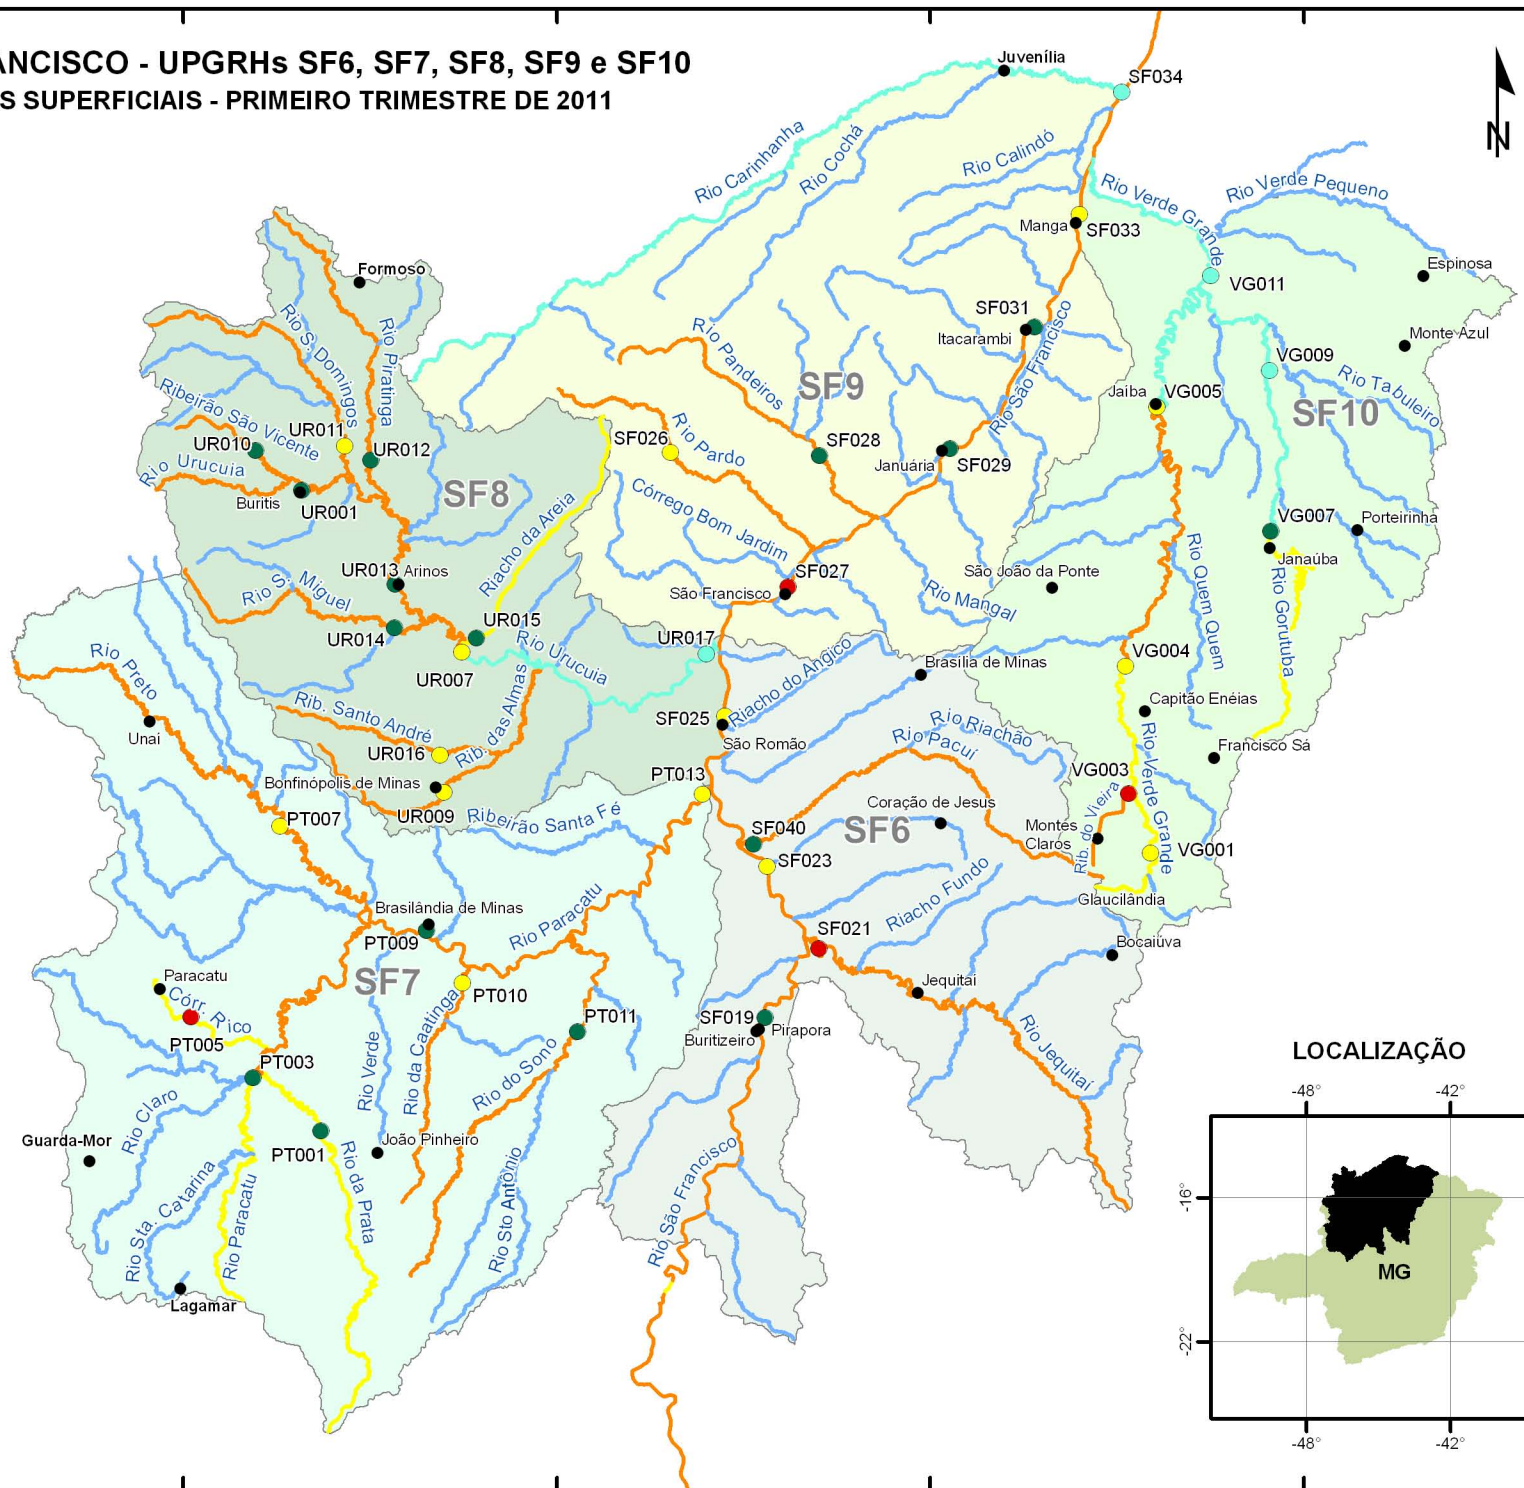 ANCISCO - UPGRHs SF6, SF7, SF8, SF9 e SF10
S SUPERFICIAIS - PRIMEIRO TRIMESTRE DE 2011
N
Juvenília
SF034
Rio Carinhanha
Rio Cochá
Rio Calindó
Rio Verde Grande
Rio Verde Pequeno
Manga
SF033
Espinosa
VG011
Formoso
SF031
Itacarambi
Rio São Francisco
Monte Azul
VG009
Rio Tabuleiro
Rio S. Domingos
Rio Piratinga
Rio Pandeiros
SF9
Jaíba
VG005
SF10
Ribeirão São Vicente
UR010
UR011
UR012
Rio Urucuia
Buritis
UR001
SF8
SF026
Rio Pardo
SF028
Januária
SF029
Córrego Bom Jardim
Riacho da Areia
VG007
Porteirinha
Janaúba
Rio Quem Quem
Rio Gorutuba
UR013
Arinos
Rio S. Miguel
UR014
UR015
SF027
São Francisco
São João da Ponte
Rio Mangal
UR007
Rio Urucuia
UR017
Riacho do Angico
Brasília de Minas
VG004
Rio Preto
Unaí
Rib. Santo André
Rib. das Almas
UR016
Bonfinópolis de Minas
UR009
SF025
São Romão
Capitão Enéias
Francisco Sá
Rio Riachão
Rio Pacuí
PT013
VG003
Rio Verde Grande
Rib. do Vieira
PT007
Ribeirão Santa Fé
Coração de Jesus
SF040
SF6
SF023
Montes
Claros
VG001
Glaucilândia
Riacho Fundo
Brasilândia de Minas
PT009
Rio Paracatu
SF021
Bocaiúva
Paracatu
Córr. Rico
PT005
SF7
PT010
Jequitaí
Rio Jequitaí
PT003
PT011
SF019
Buritizeiro
Pirapora
Rio Claro
Rio Verde
Rio da Caatinga
Rio do Sono
Guarda-Mor
João Pinheiro
PT001
Rio da Prata
Rio Sta. Catarina
Rio Paracatu
Rio Sto Antônio
Rio São Francisco
Lagamar
LOCALIZAÇÃO
-48°
-42°
-16°
MG
-22°
-48°
-42°